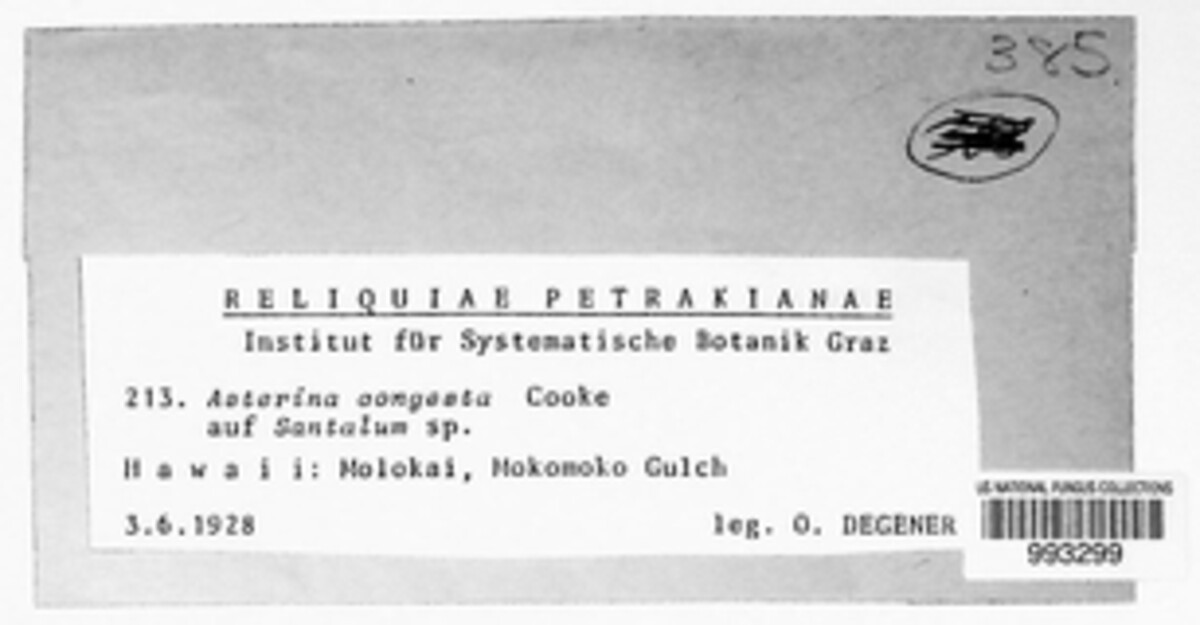 385.
RELIQUIAE PETRAKIANAE
Institut für Systematische Botanik Graz
213. Asterina congesta Cooke
auf Santalum sp.
Hawaii: Molokai, Mokomoko Gulch
3.6.1928 leg. O. DEGENER
US NATIONAL FUNGUS COLLECTIONS
993299